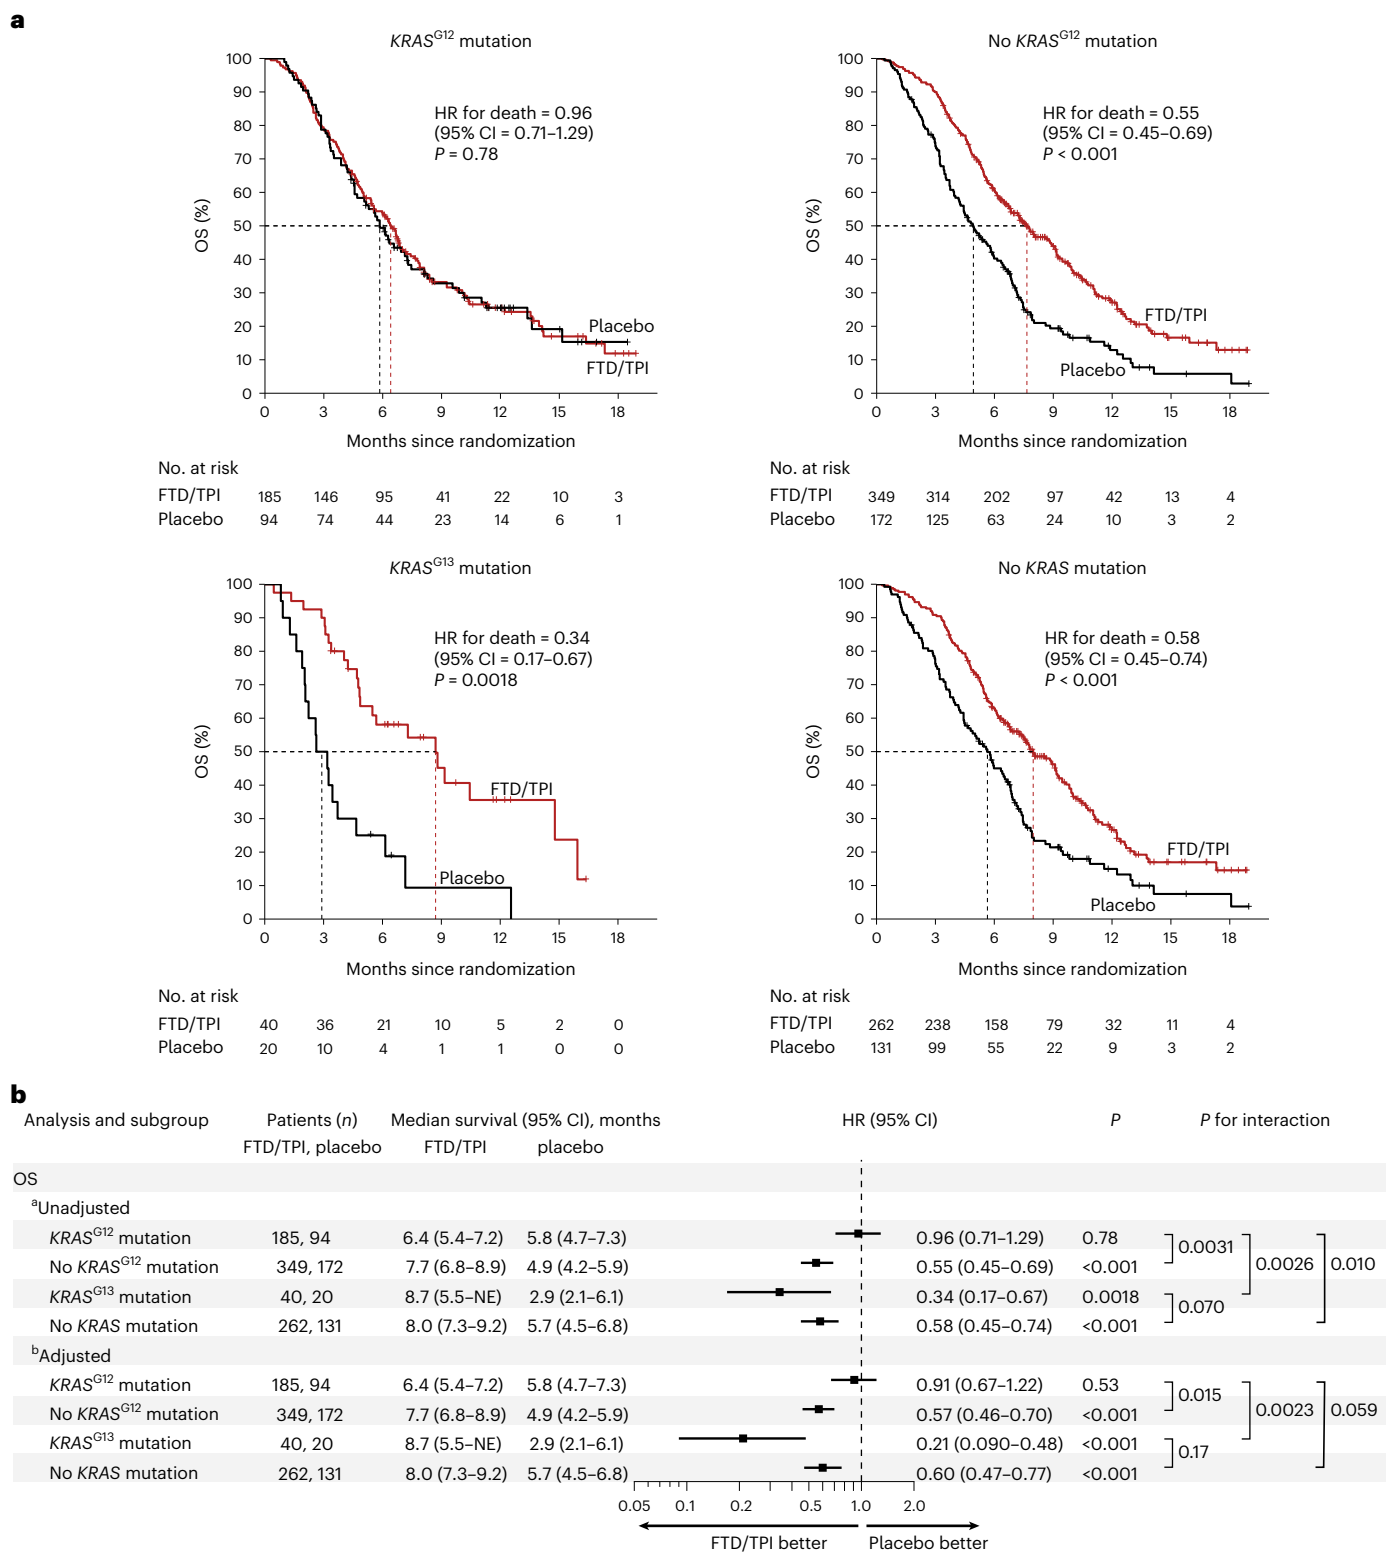 a
KRASG12 mutation
100
90
80
70
60
50
40
30
20
10
0
OS (%)
HR for death = 0.96
(95% CI = 0.71–1.29)
P = 0.78
Placebo
FTD/TPI
0 3 6 9 12 15 18
Months since randomization
No. at risk
FTD/TPI 185 146 95 41 22 10 3
Placebo 94 74 44 23 14 6 1
No KRASG12 mutation
100
90
80
70
60
50
40
30
20
10
0
OS (%)
HR for death = 0.55
(95% CI = 0.45–0.69)
P < 0.001
FTD/TPI
Placebo
0 3 6 9 12 15 18
Months since randomization
No. at risk
FTD/TPI 349 314 202 97 42 13 4
Placebo 172 125 63 24 10 3 2
KRASG13 mutation
100
90
80
70
60
50
40
30
20
10
0
OS (%)
HR for death = 0.34
(95% CI = 0.17–0.67)
P = 0.0018
FTD/TPI
Placebo
0 3 6 9 12 15 18
Months since randomization
No. at risk
FTD/TPI 40 36 21 10 5 2 0
Placebo 20 10 4 1 1 0 0
No KRAS mutation
100
90
80
70
60
50
40
30
20
10
0
OS (%)
HR for death = 0.58
(95% CI = 0.45–0.74)
P < 0.001
FTD/TPI
Placebo
0 3 6 9 12 15 18
Months since randomization
No. at risk
FTD/TPI 262 238 158 79 32 11 4
Placebo 131 99 55 22 9 3 2
b
Analysis and subgroup Patients (n) Median survival (95% CI), months HR (95% CI) P P for interaction
FTD/TPI, placebo FTD/TPI placebo
OS
aUnadjusted
KRASG12 mutation 185, 94 6.4 (5.4–7.2) 5.8 (4.7–7.3) 0.96 (0.71–1.29) 0.78
0.0031
No KRASG12 mutation 349, 172 7.7 (6.8–8.9) 4.9 (4.2–5.9) 0.55 (0.45–0.69) <0.001
0.0026 0.010
KRASG13 mutation 40, 20 8.7 (5.5–NE) 2.9 (2.1–6.1) 0.34 (0.17–0.67) 0.0018
0.070
No KRAS mutation 262, 131 8.0 (7.3–9.2) 5.7 (4.5–6.8) 0.58 (0.45–0.74) <0.001
bAdjusted
KRASG12 mutation 185, 94 6.4 (5.4–7.2) 5.8 (4.7–7.3) 0.91 (0.67–1.22) 0.53
0.015
No KRASG12 mutation 349, 172 7.7 (6.8–8.9) 4.9 (4.2–5.9) 0.57 (0.46–0.70) <0.001
0.0023 0.059
KRASG13 mutation 40, 20 8.7 (5.5–NE) 2.9 (2.1–6.1) 0.21 (0.090–0.48) <0.001
0.17
No KRAS mutation 262, 131 8.0 (7.3–9.2) 5.7 (4.5–6.8) 0.60 (0.47–0.77) <0.001
0.05 0.1 0.2 0.5 1.0 2.0
FTD/TPI better Placebo better